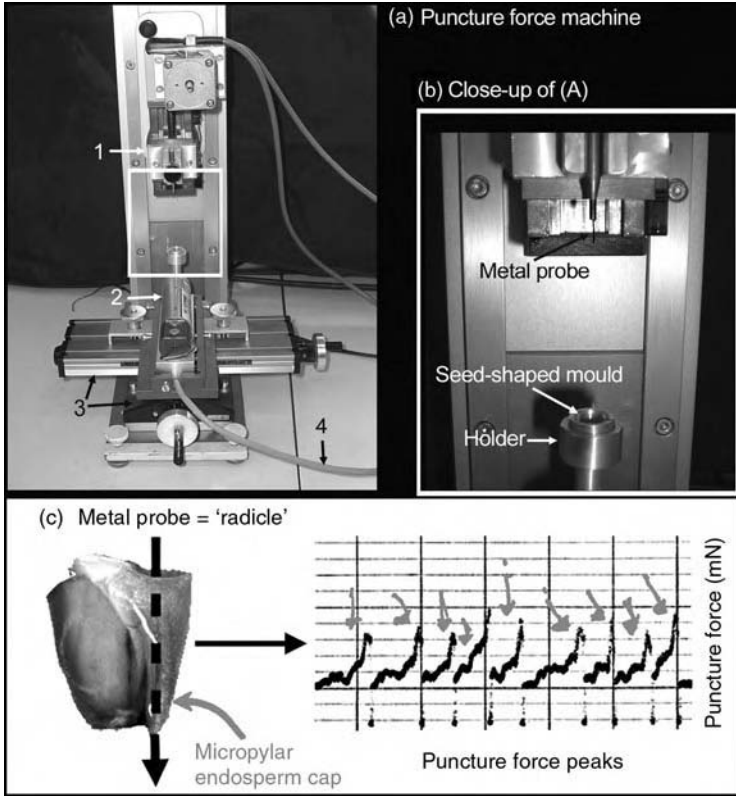 (a) Puncture force machine
1
2
3
4
(b) Close-up of (A)
Metal probe
Seed-shaped mould
Holder
(c) Metal probe = ‘radicle’
Micropylar
endosperm cap
Puncture force (mN)
Puncture force peaks